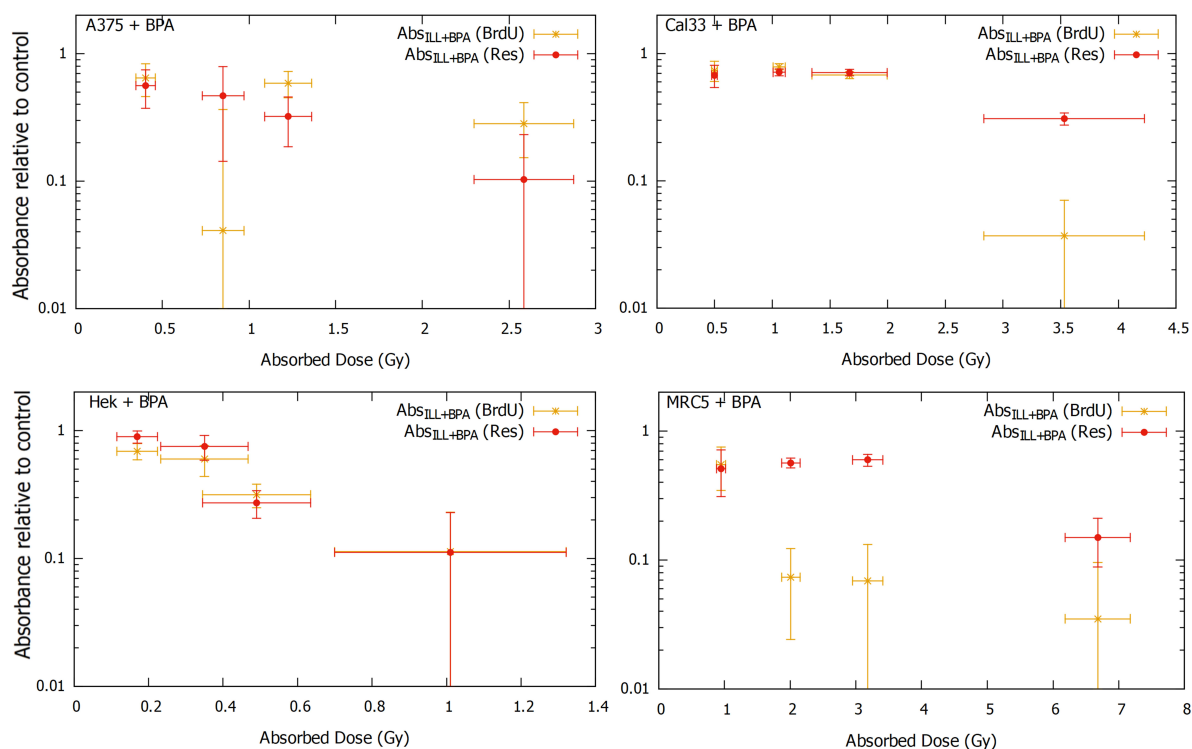 A375 + BPA
Abs_ILL+BPA (BrdU)
Abs_ILL+BPA (Res)
Absorbance relative to control
1
0.1
0.01
0 0.5 1 1.5 2 2.5 3
Absorbed Dose (Gy)
Cal33 + BPA
Abs_ILL+BPA (BrdU)
Abs_ILL+BPA (Res)
1
0.1
0.01
0 0.5 1 1.5 2 2.5 3 3.5 4 4.5
Absorbed Dose (Gy)
Hek + BPA
Abs_ILL+BPA (BrdU)
Abs_ILL+BPA (Res)
Absorbance relative to control
1
0.1
0.01
0 0.2 0.4 0.6 0.8 1 1.2 1.4
Absorbed Dose (Gy)
MRC5 + BPA
Abs_ILL+BPA (BrdU)
Abs_ILL+BPA (Res)
1
0.1
0.01
0 1 2 3 4 5 6 7 8
Absorbed Dose (Gy)